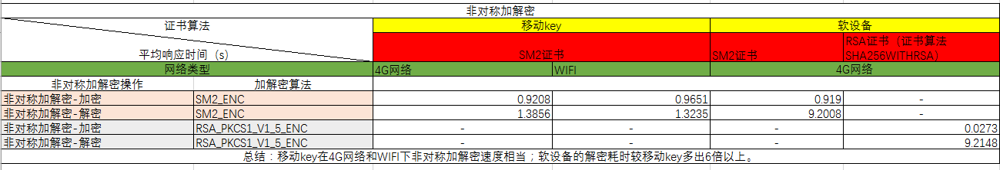 非对称加解密
证书算法 移动key 软设备
平均响应时间（s） SM2证书 SM2证书 RSA证书（证书算法
SHA256WITHRSA）
网络类型 4G网络 WIFI 4G网络
非对称加解密操作 加解密算法
非对称加解密-加密 SM2_ENC 0.9208 0.9651 0.919 -
非对称加解密-解密 SM2_ENC 1.3856 1.3235 9.2008 -
非对称加解密-加密 RSA_PKCS1_V1_5_ENC - - - 0.0273
非对称加解密-解密 RSA_PKCS1_V1_5_ENC - - - 9.2148
总结：移动key在4G网络和WIFI下非对称加解密速度相当；软设备的解密耗时较移动key多出6倍以上。